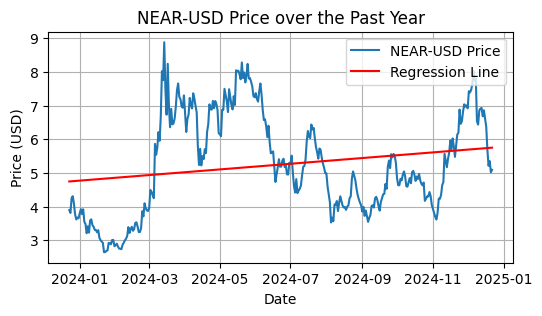 NEAR-USD Price over the Past Year
NEAR-USD Price
Regression Line
Price (USD)
9
8
7
6
5
4
3
2024-01
2024-03
2024-05
2024-07
2024-09
2024-11
2025-01
Date